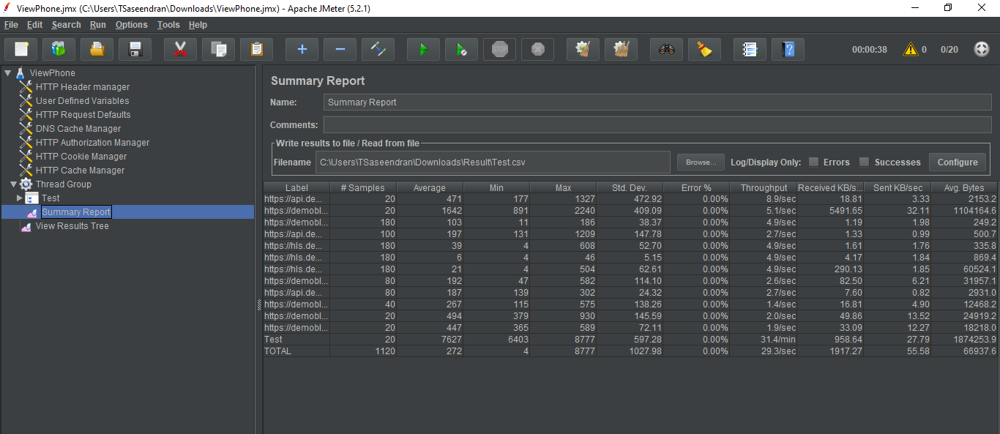 ViewPhone.jmx (C:\Users\TSaseendran\Downloads\ViewPhone.jmx) - Apache JMeter (5.2.1)
File Edit Search Run Options Tools Help
STOP 00:00:38 0 0/20
ViewPhone
HTTP Header manager
User Defined Variables
HTTP Request Defaults
DNS Cache Manager
HTTP Authorization Manager
HTTP Cookie Manager
HTTP Cache Manager
Thread Group
Test
Summary Report
View Results Tree
Summary Report
Name: Summary Report
Comments:
Write results to file / Read from file
Filename C:\Users\TSaseendran\Downloads\Result\Test.csv Browse... Log/Display Only: Errors Successes Configure
Label # Samples Average Min Max Std. Dev. Error % Throughput Received KB/s... Sent KB/sec Avg. Bytes
https://api.de... 20 471 177 1327 472.92 0.00% 8.9/sec 18.81 3.33 2153.2
https://demobl... 20 1642 891 2240 409.09 0.00% 5.1/sec 5491.65 32.11 1104164.6
https://demobl... 180 103 11 186 38.37 0.00% 4.9/sec 1.19 1.98 249.2
https://api.de... 100 197 131 1209 147.78 0.00% 2.7/sec 1.33 0.99 500.7
https://hls.de... 180 39 4 608 52.70 0.00% 4.9/sec 1.61 1.76 335.8
https://hls.de... 180 6 4 46 5.15 0.00% 4.9/sec 4.17 1.84 869.4
https://hls.de... 180 21 4 504 62.61 0.00% 4.9/sec 290.13 1.85 60524.1
https://demobl... 80 192 47 582 114.10 0.00% 2.6/sec 82.50 6.21 31957.1
https://api.de... 80 187 139 302 24.32 0.00% 2.7/sec 7.60 0.82 2931.0
https://demobl... 40 267 115 575 138.26 0.00% 1.4/sec 16.81 4.90 12468.2
https://demobl... 20 494 379 930 145.59 0.00% 2.0/sec 49.86 13.52 24919.2
https://demobl... 20 447 365 589 72.11 0.00% 1.9/sec 33.09 12.27 18218.0
Test 20 7627 6403 8777 597.28 0.00% 31.4/min 958.64 27.79 1874253.9
TOTAL 1120 272 4 8777 1027.98 0.00% 29.3/sec 1917.27 55.58 66937.6